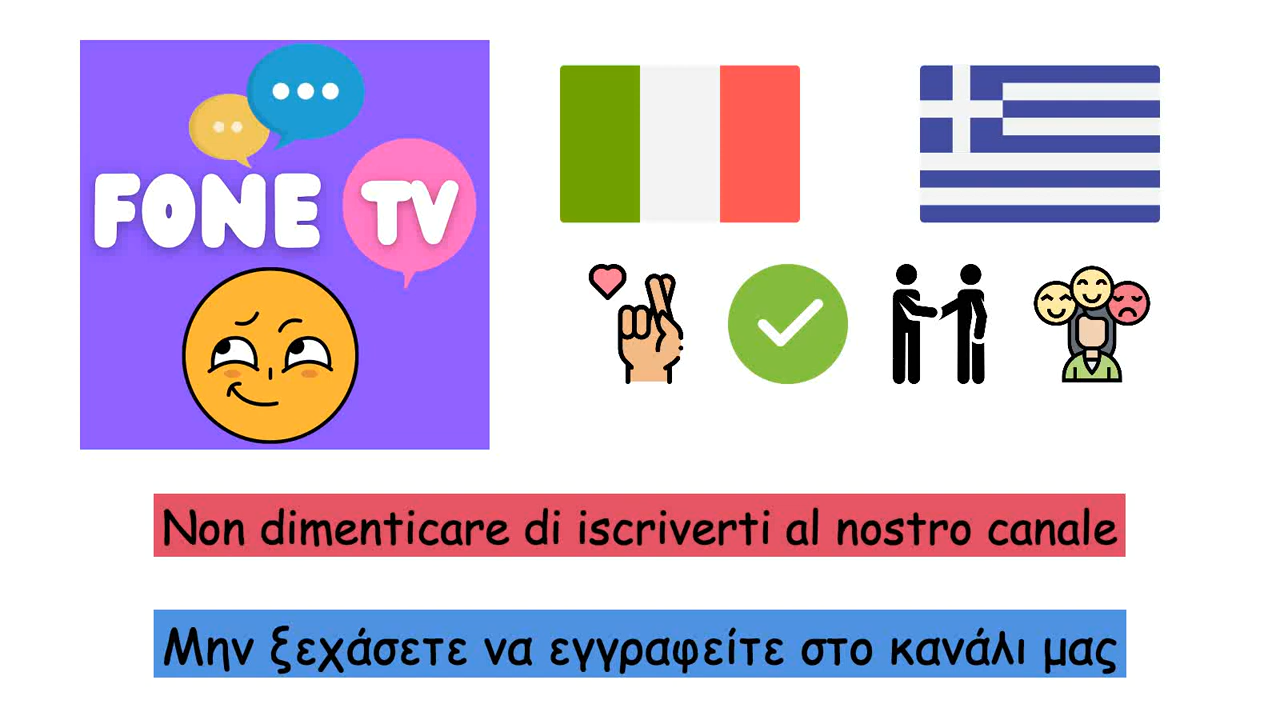 FONE TV
Non dimenticare di iscriverti al nostro canale
Μην ξεχάσετε να εγγραφείτε στο κανάλι μας